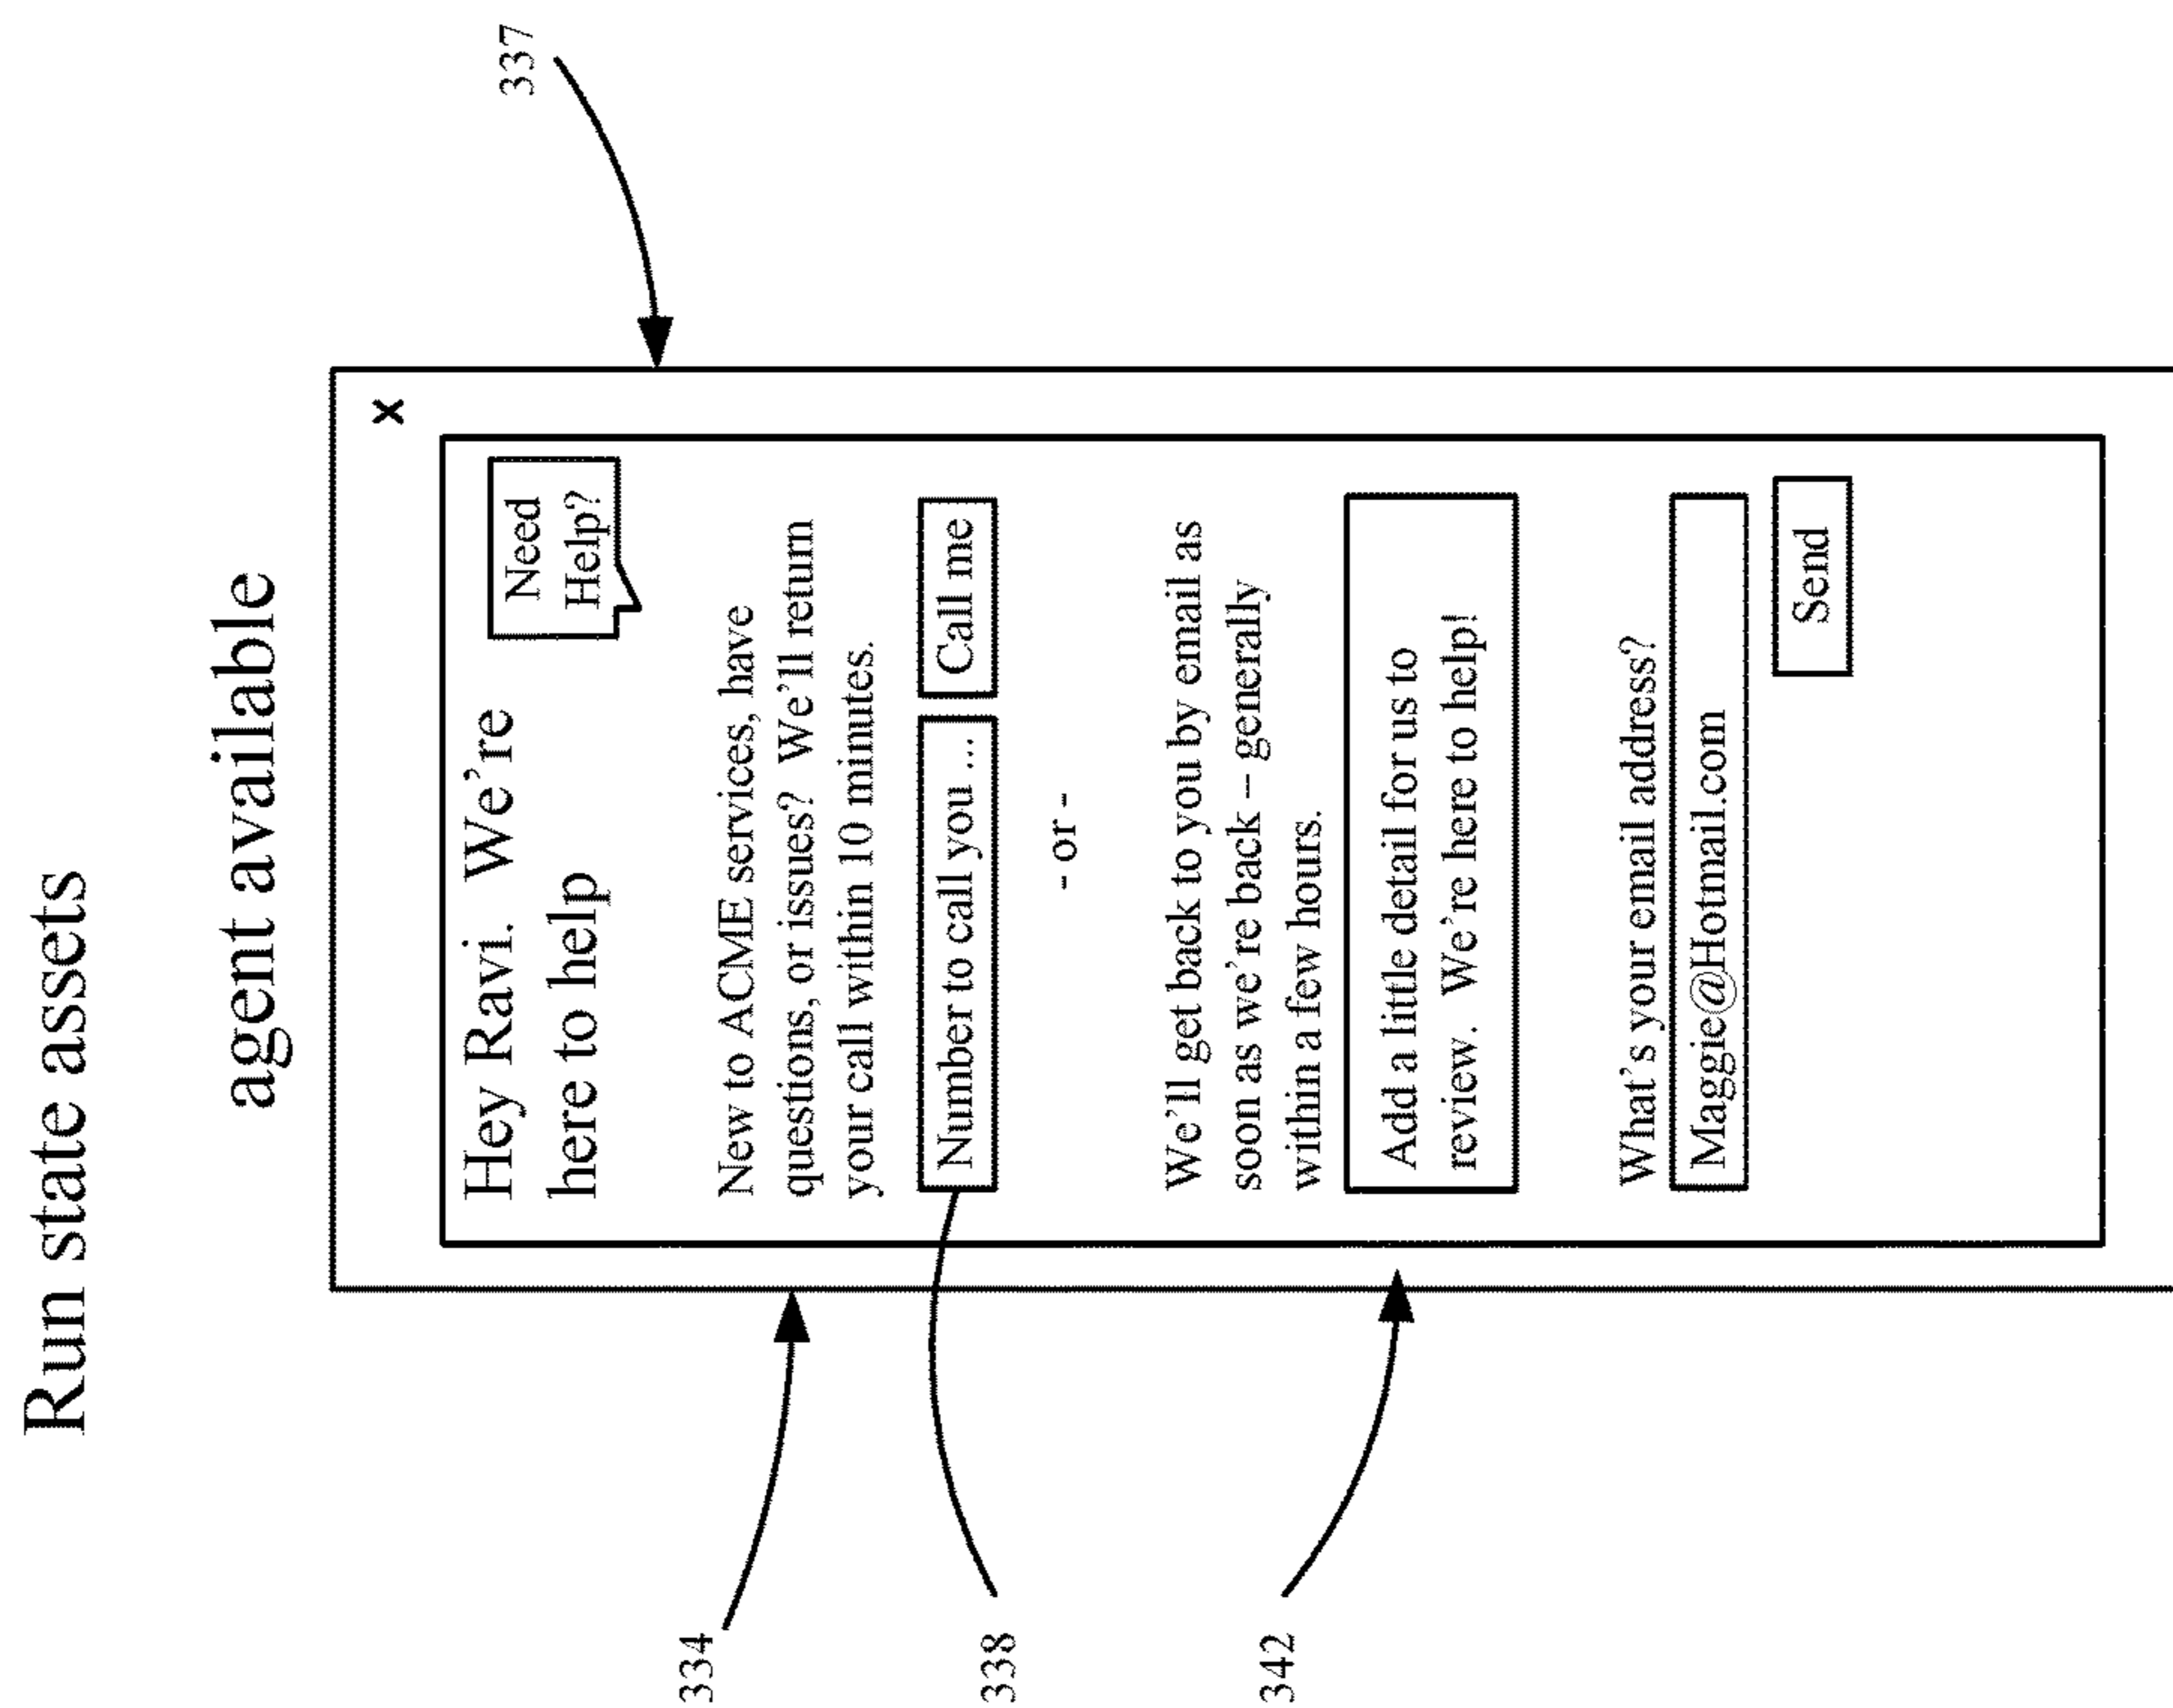 Run state assets
agent available
337
x
Hey Ravi. We're
here to help
Need
Help?
334
New to ACME services, have
questions, or issues? We'll return
your call within 10 minutes.
Number to call you ...
Call me
338
- or -
We'll get back to you by email as
soon as we're back – generally
within a few hours.
342
Add a little detail for us to
review. We're here to help!
What's your email address?
Maggie@Hotmail.com
Send